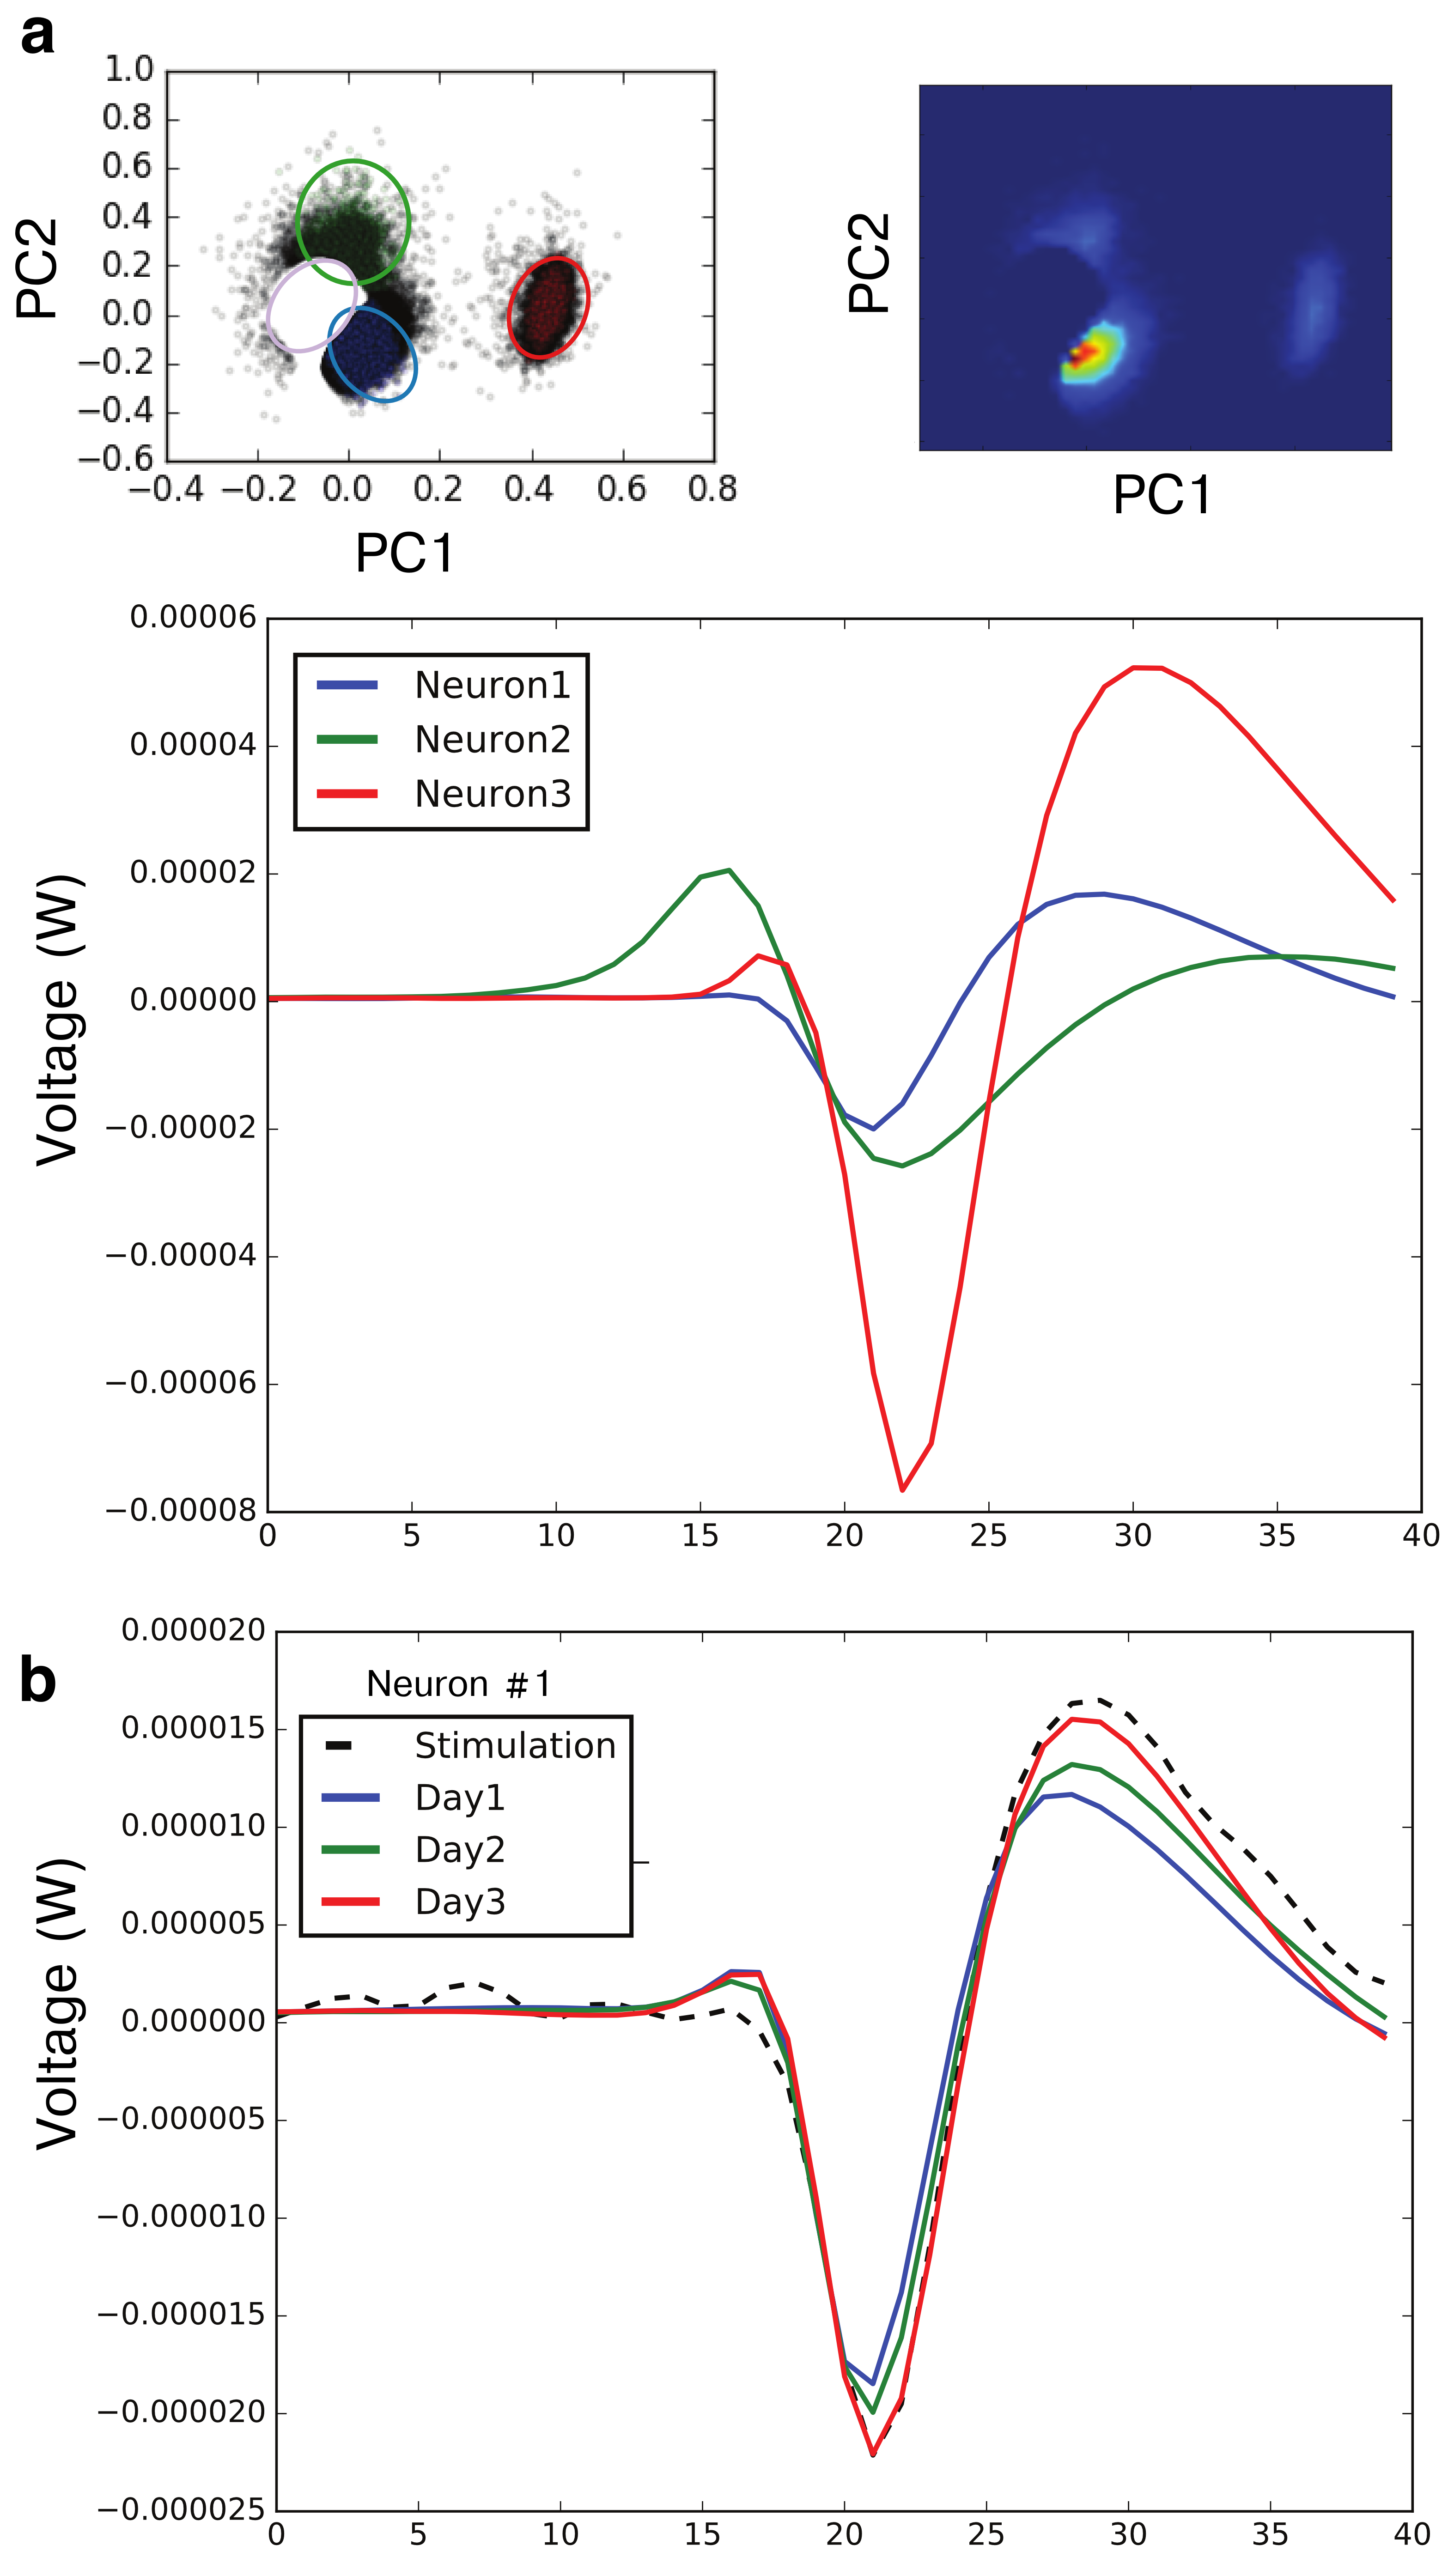 a
1.0
0.8
0.6
0.4
0.2
0.0
−0.2
−0.4
−0.6
PC2
−0.4 −0.2 0.0 0.2 0.4 0.6 0.8
PC1
PC2
PC1
0.00006
0.00004
0.00002
0.00000
−0.00002
−0.00004
−0.00006
−0.00008
Voltage (W)
Neuron1
Neuron2
Neuron3
0 5 10 15 20 25 30 35 40
b
0.000020
0.000015
0.000010
0.000005
0.000000
−0.000005
−0.000010
−0.000015
−0.000020
−0.000025
Voltage (W)
Neuron #1
Stimulation
Day1
Day2
Day3
0 5 10 15 20 25 30 35 40